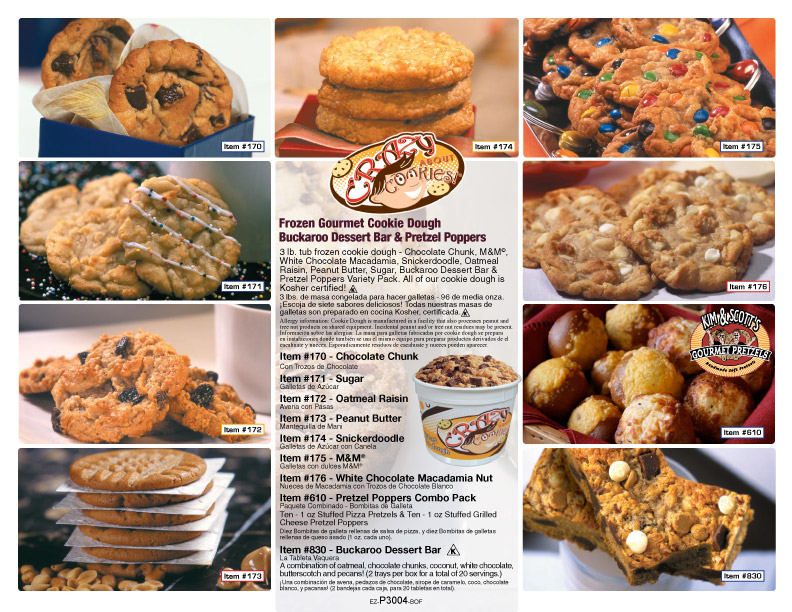 Item #170
Item #174
Item #175
CRAZY
ABOUT
COOKIES!
Item #171
Frozen Gourmet Cookie Dough
Buckaroo Dessert Bar & Pretzel Poppers
3 lb. tub frozen cookie dough - Chocolate Chunk, M&M®,
White Chocolate Macadamia, Snickerdoodle, Oatmeal
Raisin, Peanut Butter, Sugar, Buckaroo Dessert Bar &
Pretzel Poppers Variety Pack. All of our cookie dough is
Kosher certified!
3 lbs. de masa congelada para hacer galletas - 96 de media onza.
¡Escoja de siete sabores deliciosos! Todas nuestras masas de
galletas son preparado en cocina Kosher, certificada.
Allergy information: Cookie Dough is manufactured in a facility that also processes peanut and
tree nut products on shared equipment. Incidental peanut and/or tree nut residues may be present.
Información sobre las alergias: La masa para galletas fabricadas por cookie dough se prepara
en instalaciones donde también se usa el mismo equipo para preparar productos derivados de el
cacahuate y nueces. Esporádicamente residuos de cacahuate y nueces pueden aparecer.
Item #176
Item #170 - Chocolate Chunk
Con Trozos de Chocolate
Item #171 - Sugar
Galletas de Azúcar
Item #172 - Oatmeal Raisin
Avena con Pasas
Item #173 - Peanut Butter
Mantequilla de Mani
Item #174 - Snickerdoodle
Galletas de Azúcar con Canela
Item #175 - M&M®
Galletas con dulces M&M®
Item #176 - White Chocolate Macadamia Nut
Nueces de Macadamia con Trozos de Chocolate Blanco
Item #610 - Pretzel Poppers Combo Pack
Paquete Combinado - Bombitas de Galleta
Ten - 1 oz Stuffed Pizza Pretzels & Ten - 1 oz Stuffed Grilled
Cheese Pretzel Poppers
Diez Bombitas de galleta rellenas de salsa de pizza, y diez Bombitas de galletas
rellenas de queso asado (1 oz. cada uno).
Item #830 - Buckaroo Dessert Bar
La Tableta Vaquera
A combination of oatmeal, chocolate chunks, coconut, white chocolate,
butterscotch and pecans! (2 trays per box for a total of 20 servings.)
¡Una combinación de avena, pedazos de chocolate, sirope de caramelo, coco, chocolate
blanco, y pacanas! (2 bandejas cada caja, para 20 tabletas en total).
EZ-P3004-BOF
CRAZY
ABOUT
COOKIES!
Item #172
KIM & SCOTT'S
GOURMET PRETZELS
Handmade Soft Pretzels
Item #610
Item #173
Item #830